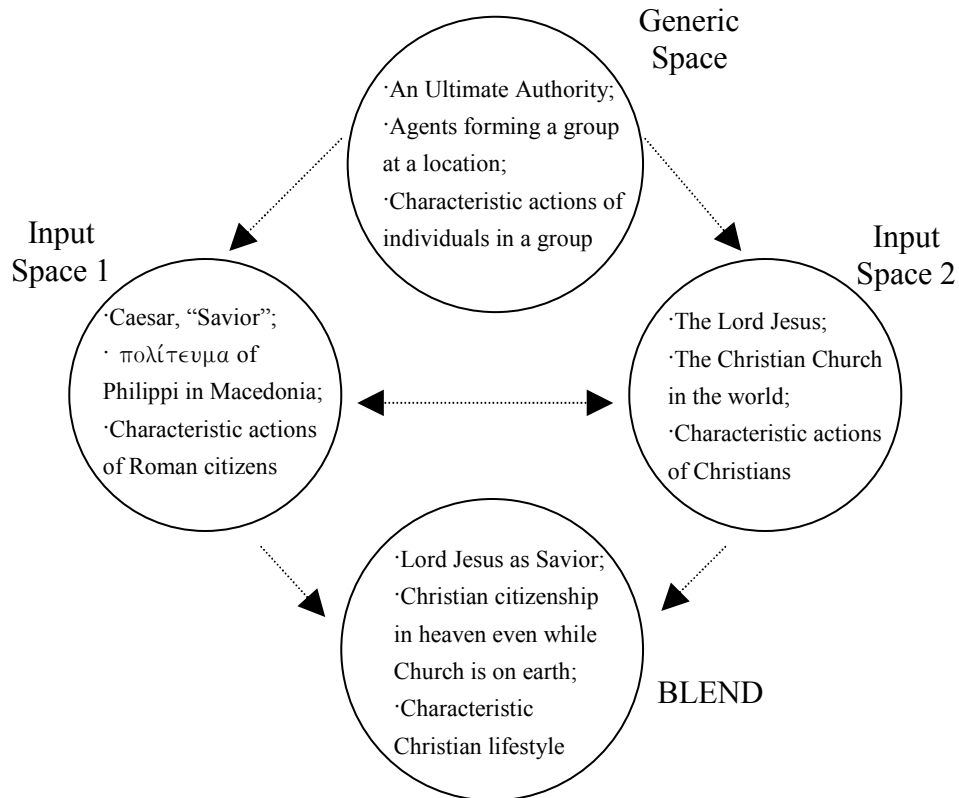 Generic
Space
·An Ultimate Authority;
·Agents forming a group
at a location;
·Characteristic actions of
individuals in a group
Input
Space 1
·Caesar, “Savior”;
· πολίτευμα of
Philippi in Macedonia;
·Characteristic actions
of Roman citizens
Input
Space 2
·The Lord Jesus;
·The Christian Church
in the world;
·Characteristic actions
of Christians
·Lord Jesus as Savior;
·Christian citizenship
in heaven even while
Church is on earth;
·Characteristic
Christian lifestyle
BLEND